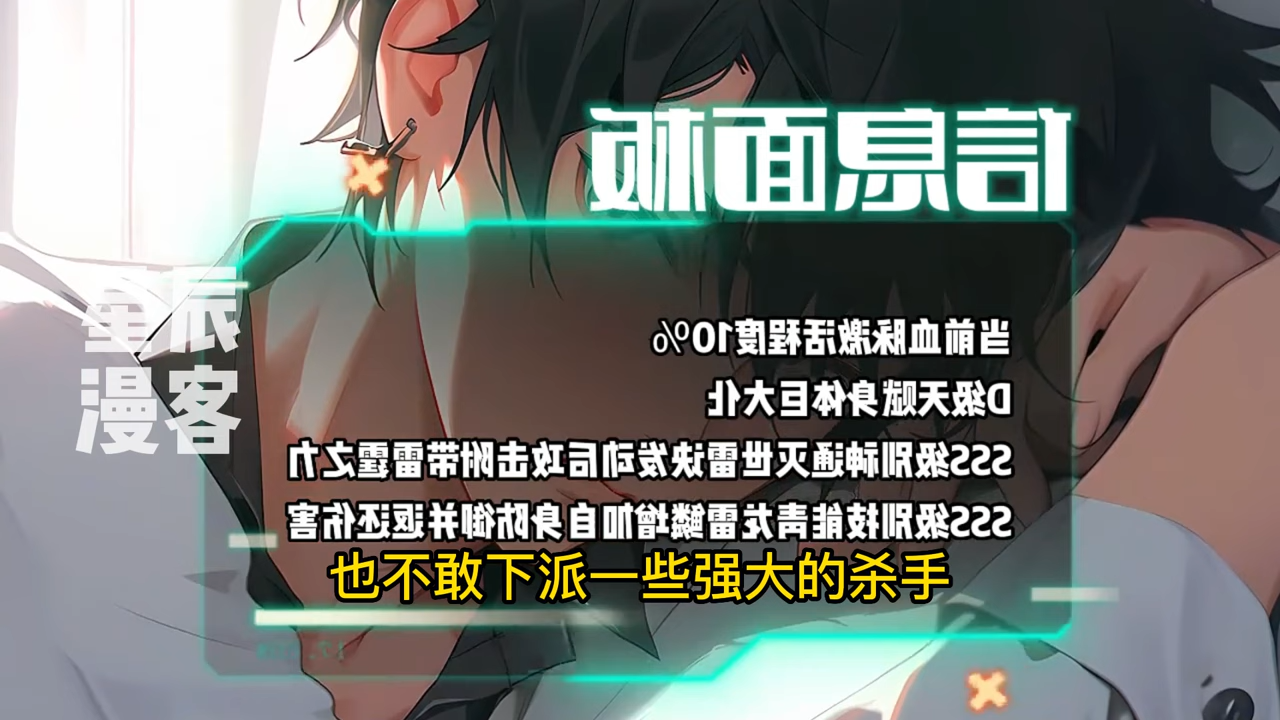 信息面板
星辰
漫客
当前血脉激活程度10%
D级天赋身体巨大化
SSS级别神通灭世雷诀发动后攻击附带雷霆之力
SSS级别技能青龙雷鳞增加自身防御并返还伤害
也不敢下派一些强大的杀手